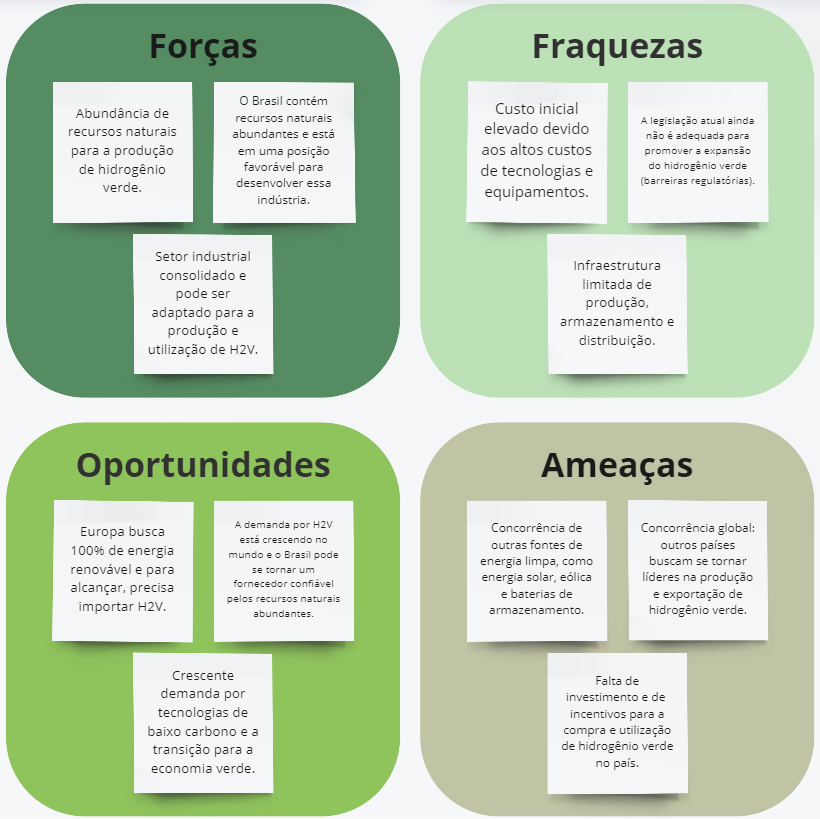 Forças
Abundância de
recursos naturais
para a produção
de hidrogênio
verde.
O Brasil contém
recursos naturais
abundantes e está
em uma posição
favorável para
desenvolver essa
indústria.
Setor industrial
consolidado e
pode ser
adaptado para a
produção e
utilização de H2V.
Fraquezas
Custo inicial
elevado devido
aos altos custos
de tecnologias e
equipamentos.
A legislação atual ainda
não é adequada para
promover a expansão
do hidrogênio verde
(barreiras regulatórias).
Infraestrutura
limitada de
produção,
armazenamento e
distribuição.
Oportunidades
Europa busca
100% de energia
renovável e para
alcançar, precisa
importar H2V.
A demanda por H2V
está crescendo no
mundo e o Brasil pode
se tornar um
fornecedor confiável
pelos recursos naturais
abundantes.
Crescente
demanda por
tecnologias de
baixo carbono e a
transição para a
economia verde.
Ameaças
Concorrência de
outras fontes de
energia limpa, como
energia solar, eólica
e baterias de
armazenamento.
Concorrência global:
outros países
buscam se tornar
líderes na produção
e exportação de
hidrogênio verde.
Falta de
investimento e de
incentivos para a
compra e utilização
de hidrogênio verde
no país.